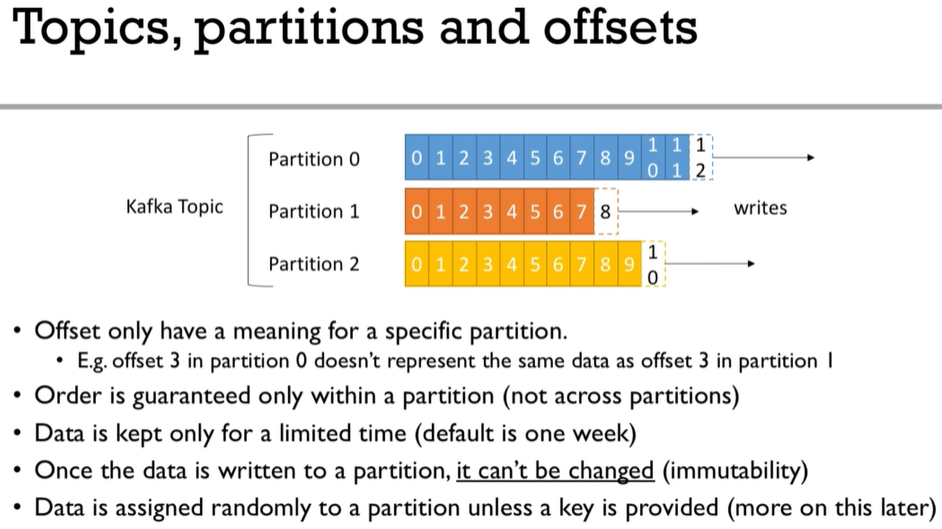 Topics, partitions and offsets
Partition 0 0 1 2 3 4 5 6 7 8 9 10 11 12
Kafka Topic Partition 1 0 1 2 3 4 5 6 7 8 writes
Partition 2 0 1 2 3 4 5 6 7 8 9 10
• Offset only have a meaning for a specific partition.
• E.g. offset 3 in partition 0 doesn't represent the same data as offset 3 in partition 1
• Order is guaranteed only within a partition (not across partitions)
• Data is kept only for a limited time (default is one week)
• Once the data is written to a partition, it can't be changed (immutability)
• Data is assigned randomly to a partition unless a key is provided (more on this later)